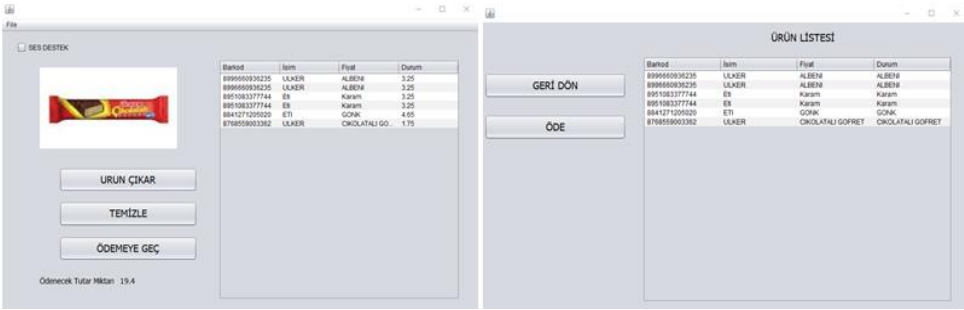 File
SES DESTEK
Barkod İsim Fiyat Durum
8996660936235 ULKER ALBENI 3.25
8996660836235 ULKER ALBENI 3.25
8951083377744 Eti Karam 3.25
8951083377744 Eti Karam 3.25
8841271205020 ETI GONK 4.65
8768559003362 ULKER CIKOLATALI GO... 1.75
URUN ÇIKAR
TEMİZLE
ÖDEMEYE GEÇ
Ödenecek Tutar Miktarı 19.4
ÜRÜN LİSTESİ
GERİ DÖN
ÖDE
Barkod İsim Fiyat Durum
8996660936235 ULKER ALBENI ALBENI
8996660836235 ULKER ALBENI ALBENI
8951083377744 Eti Karam Karam
8951083377744 Eti Karam Karam
8841271205020 ETI GONK GONK
8768559003362 ULKER CIKOLATALI GOFRET CIKOLATALI GOFRET